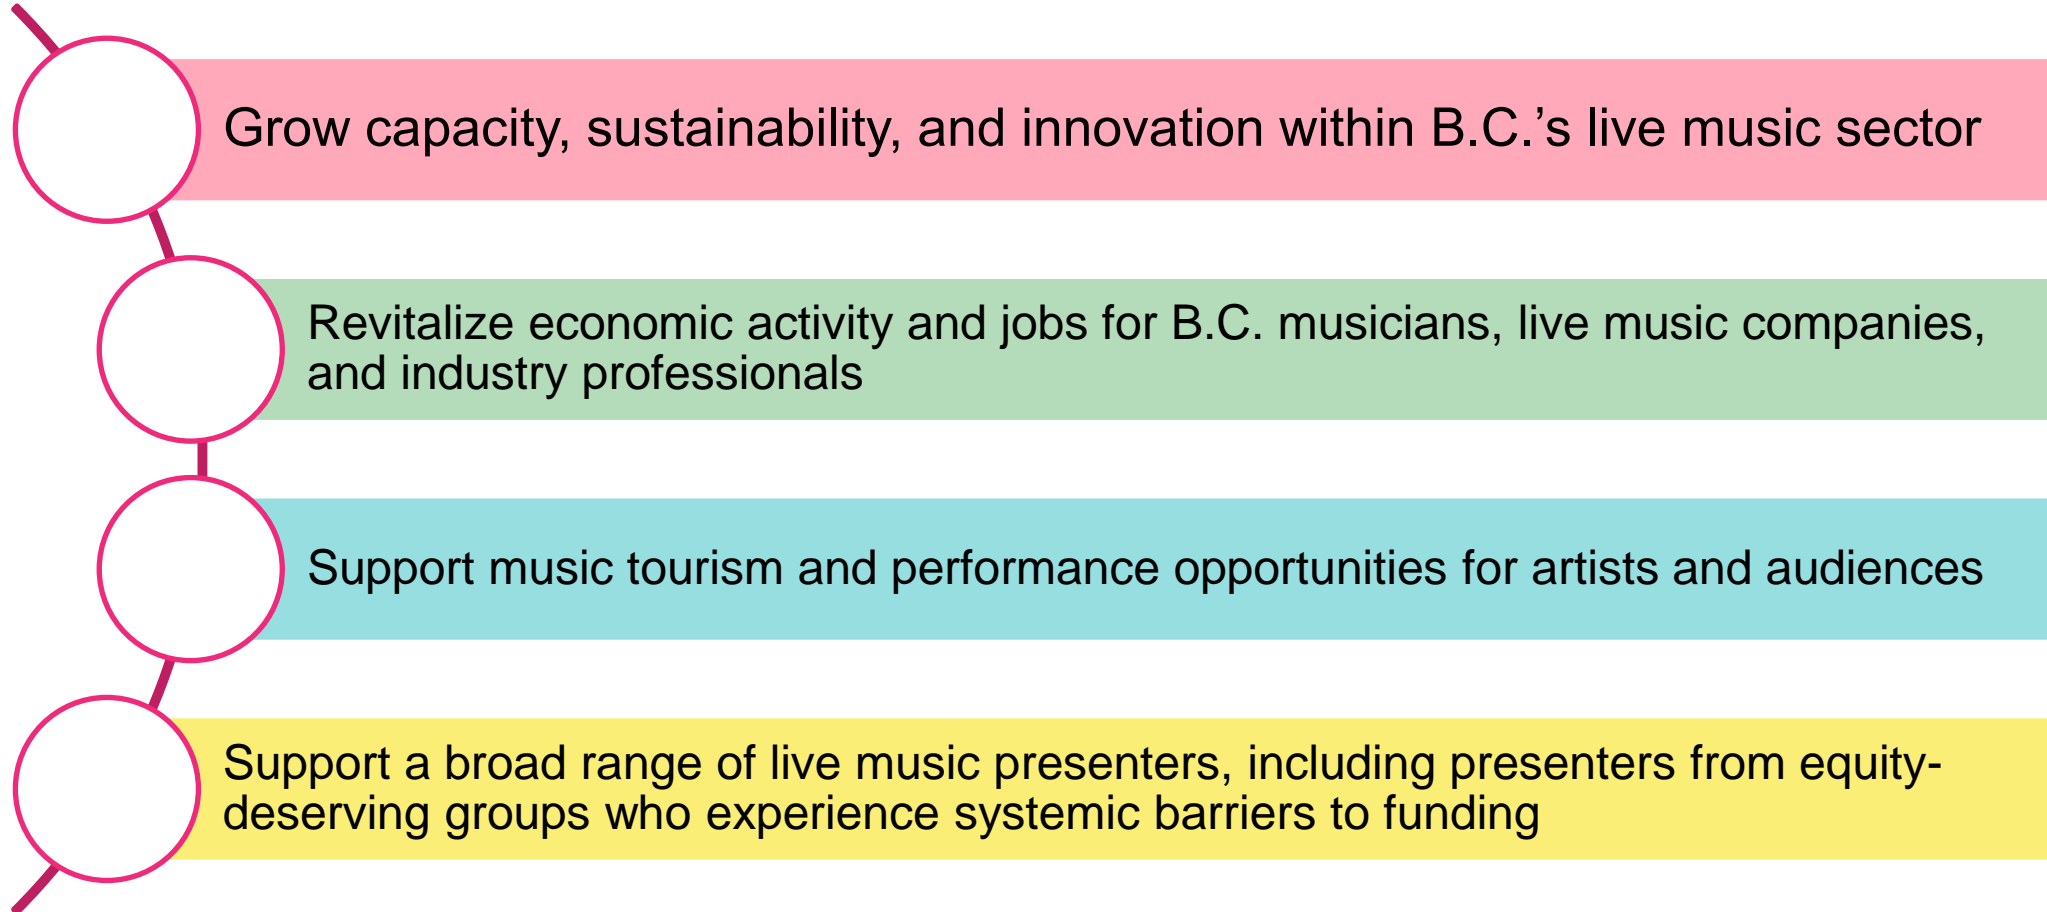 Grow capacity, sustainability, and innovation within B.C.’s live music sector
Revitalize economic activity and jobs for B.C. musicians, live music companies,
and industry professionals
Support music tourism and performance opportunities for artists and audiences
Support a broad range of live music presenters, including presenters from equity-
deserving groups who experience systemic barriers to funding